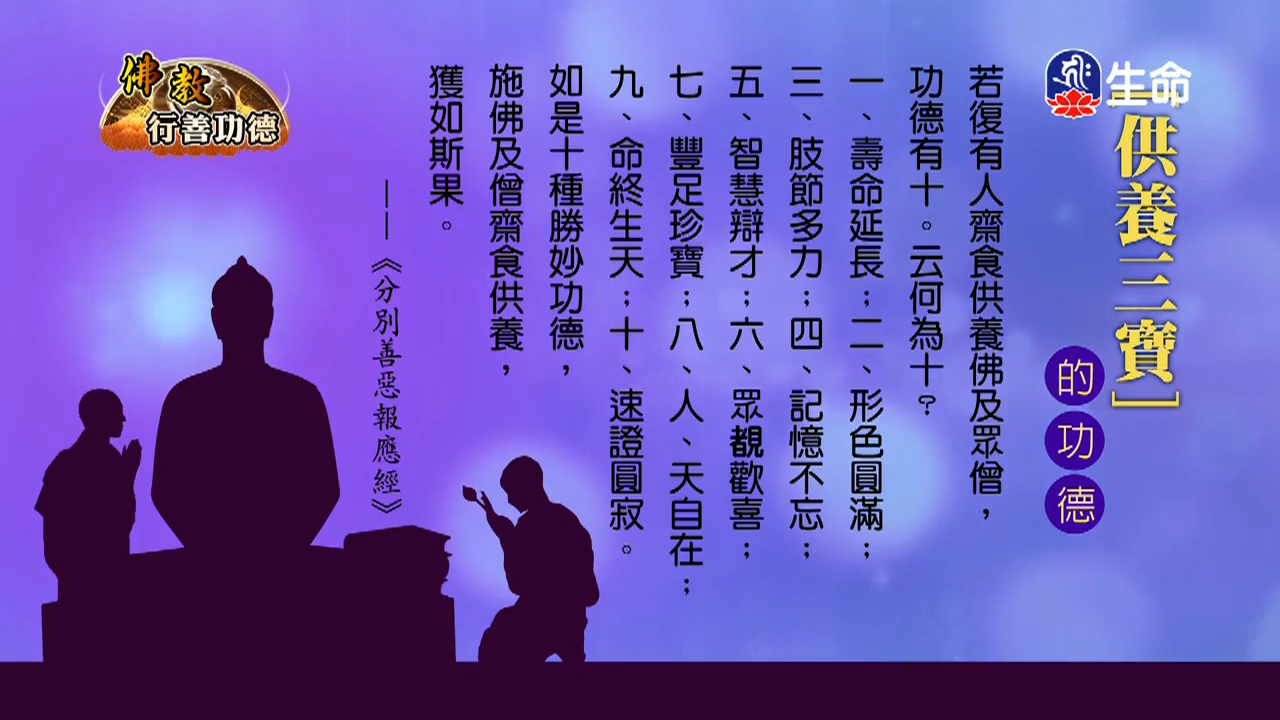 生命
供養三寶]
的功德
若復有人齋食供養佛及眾僧，
功德有十。云何為十？
一、壽命延長；二、形色圓滿；
三、肢節多力；四、記憶不忘；
五、智慧辯才；六、眾覩歡喜；
七、豐足珍寶；八、人、天自在；
九、命終生天；十、速證圓寂。
如是十種勝妙功德，
施佛及僧齋食供養，
獲如斯果。
——《分別善惡報應經》
佛教
行善功德